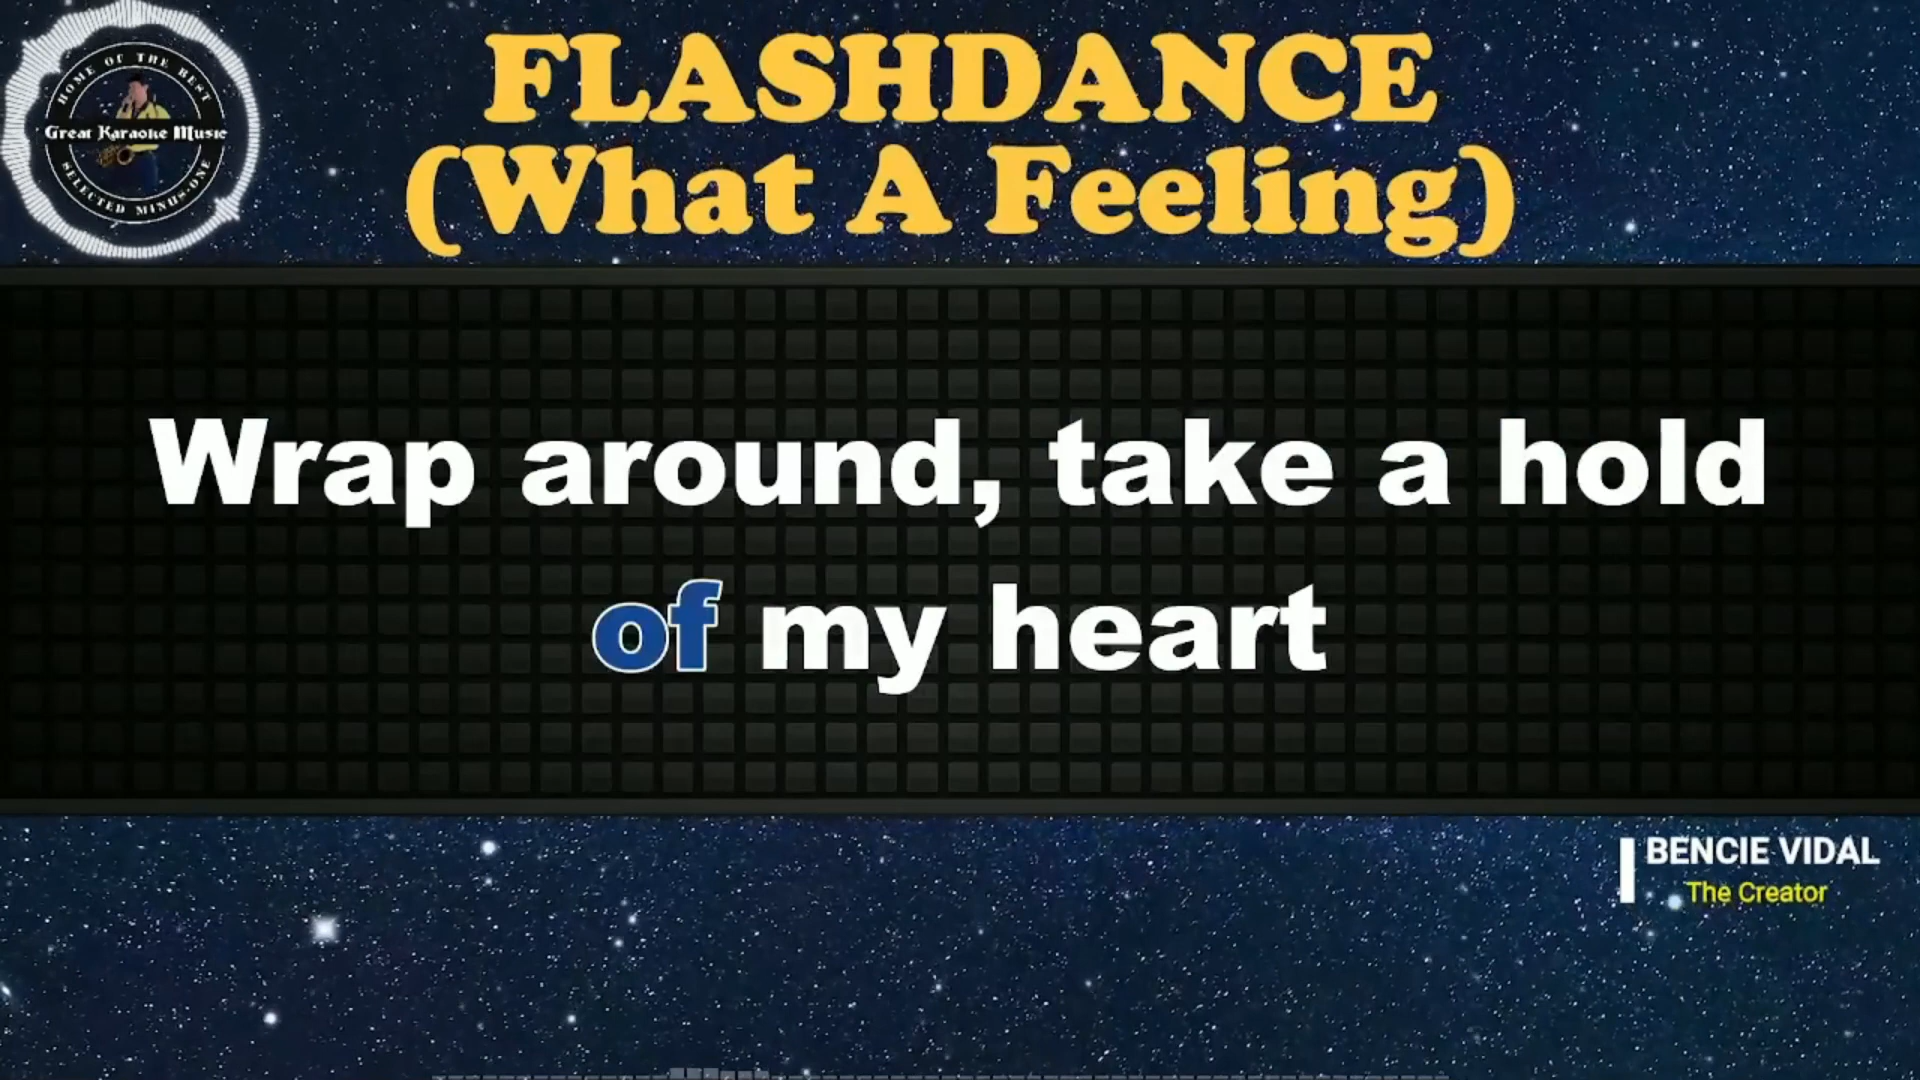 HOME OF THE BEST
Great Karaoke Music
SELECTED MINUS-ONE
FLASHDANCE
(What A Feeling)
Wrap around, take a hold
of my heart
BENCIE VIDAL
The Creator